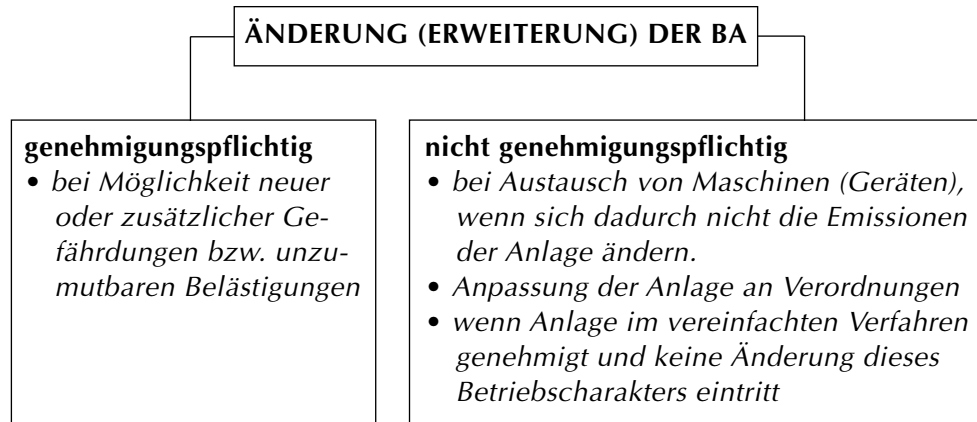 ÄNDERUNG (ERWEITERUNG) DER BA
genehmigungspflichtig
• bei Möglichkeit neuer
oder zusätzlicher Ge-
fährdungen bzw. unzu-
mutbaren Belästigungen
nicht genehmigungspflichtig
• bei Austausch von Maschinen (Geräten),
wenn sich dadurch nicht die Emissionen
der Anlage ändern.
• Anpassung der Anlage an Verordnungen
• wenn Anlage im vereinfachten Verfahren
genehmigt und keine Änderung dieses
Betriebscharakters eintritt